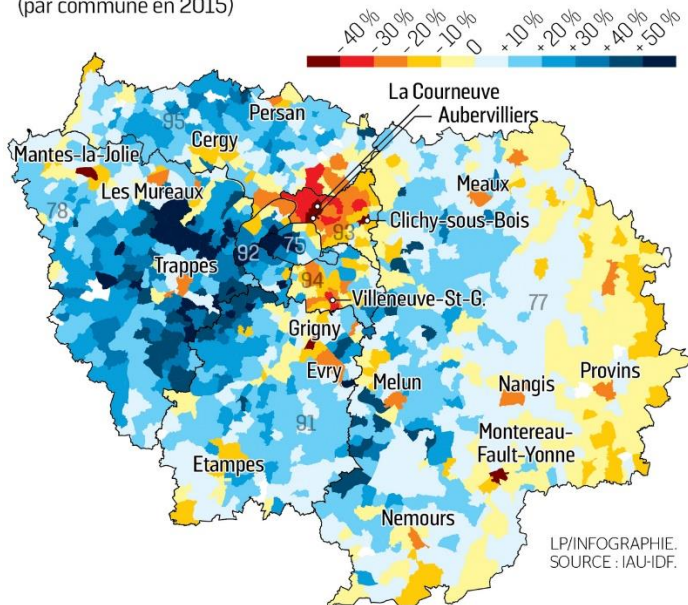 (par commune en 2015)
- 40 %
- 30 %
- 20 %
- 10 %
0
+10 %
+20 %
+30 %
+40 %
+50 %
La Courneuve
Aubervilliers
Persan
95
Cergy
Mantes-la-Jolie
Les Mureaux
Meaux
78
Clichy-sous-Bois
93
92
75
Trappes
94
Villeneuve-St-G.
77
Grigny
Evry
Melun
Nangis
Provins
91
Montereau-
Fault-Yonne
Etampes
Nemours
LP/INFOGRAPHIE.
SOURCE : IAU-IDF.